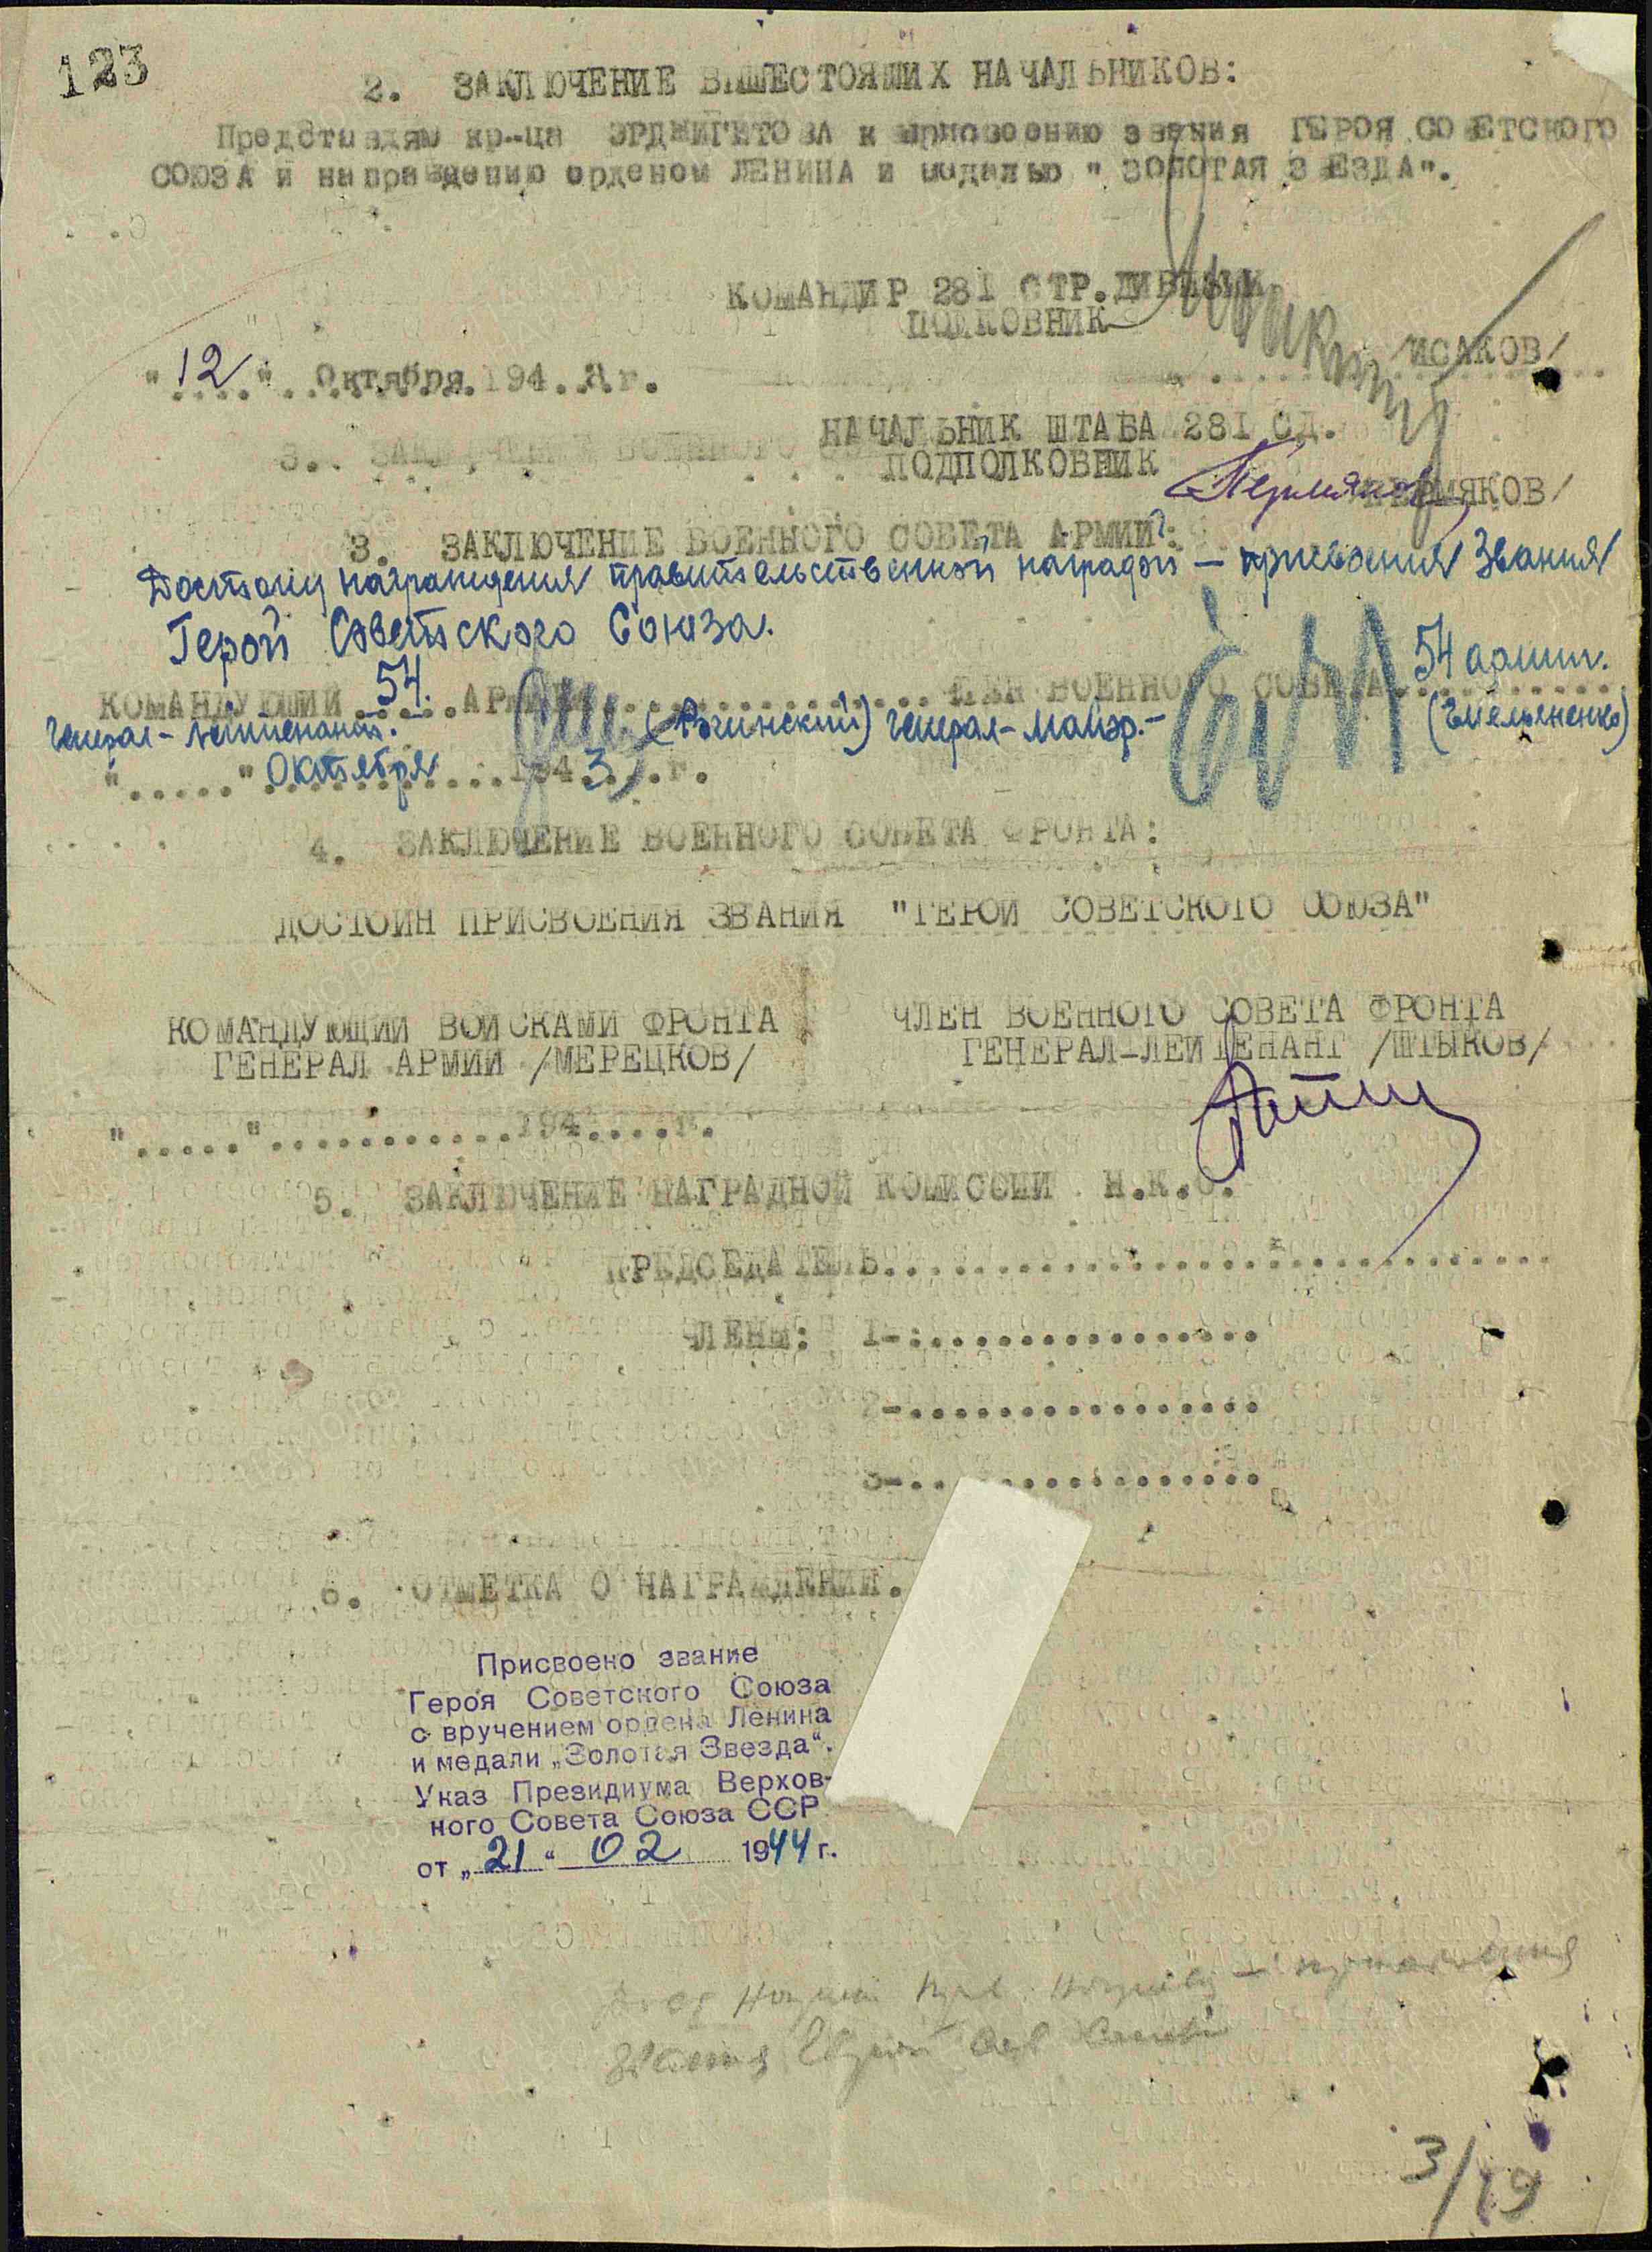 123
2. ЗАКЛЮЧЕНИЕ ВЫШЕСТОЯЩИХ НАЧАЛЬНИКОВ:
Представляю кр-ца ЭРДЖИГИТОВА к присвоению звания ГЕРОЯ СОВЕТСКОГО
СОЮЗА и награждению орденом ЛЕНИНА и медалью " ЗОЛОТАЯ ЗВЕЗДА".
КОМАНДИР 281 СТР.ДИВИЗИИ
ПОЛКОВНИК
/ИСАКОВ/
"12" Октября 194.3 г.
НАЧАЛЬНИК ШТАБА 281 СД.
ПОДПОЛКОВНИК
/ПЕРМЯКОВ/
3. ЗАКЛЮЧЕНИЕ ВОЕННОГО СОВЕТА АРМИИ:
Достоин награждения правительственной наградой — присвоения звания
Герой Советского Союза.
КОМАНДУЮЩИЙ 54. АРМИЕЙ ЧЛЕН ВОЕННОГО СОВЕТА 54 армии.
генерал-лейтенант. (Рогинский) генерал-майор.- (Емельяненко)
"....." Октября 1943 г.
4. ЗАКЛЮЧЕНИЕ ВОЕННОГО СОВЕТА ФРОНТА:
ДОСТОИН ПРИСВОЕНИЯ ЗВАНИЯ "ГЕРОЙ СОВЕТСКОГО СОЮЗА"
КОМАНДУЮЩИЙ ВОЙСКАМИ ФРОНТА
ГЕНЕРАЛ АРМИИ /МЕРЕЦКОВ/
ЧЛЕН ВОЕННОГО СОВЕТА ФРОНТА
ГЕНЕРАЛ-ЛЕЙТЕНАНТ /ШТЫКОВ/
"....."............194.....г.
5. ЗАКЛЮЧЕНИЕ НАГРАДНОЙ КОМИССИИ Н.К.О.
ПРЕДСЕДАТЕЛЬ..............................
ЧЛЕНЫ: 1-.................
2-.................
3-.................
6. ОТМЕТКА О НАГРАЖДЕНИИ.
Присвоено звание
Героя Советского Союза
с вручением ордена Ленина
и медали „Золотая Звезда“.
Указ Президиума Верхов-
ного Совета Союза ССР
от „21“ 02 1944 г.
3/19